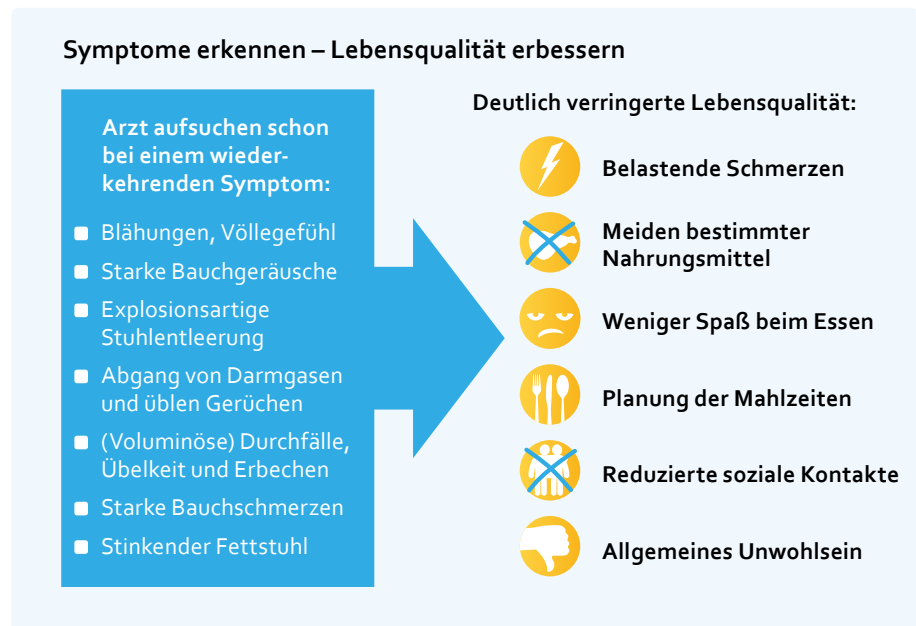 Symptome erkennen – Lebensqualität erbessern
Arzt aufsuchen schon
bei einem wieder-
kehrenden Symptom:
Blähungen, Völlegefühl
Starke Bauchgeräusche
Explosionsartige
Stuhlentleerung
Abgang von Darmgasen
und üblen Gerüchen
(Voluminöse) Durchfälle,
Übelkeit und Erbechen
Starke Bauchschmerzen
Stinkender Fettstuhl
Deutlich verringerte Lebensqualität:
Belastende Schmerzen
Meiden bestimmter
Nahrungsmittel
Weniger Spaß beim Essen
Planung der Mahlzeiten
Reduzierte soziale Kontakte
Allgemeines Unwohlsein